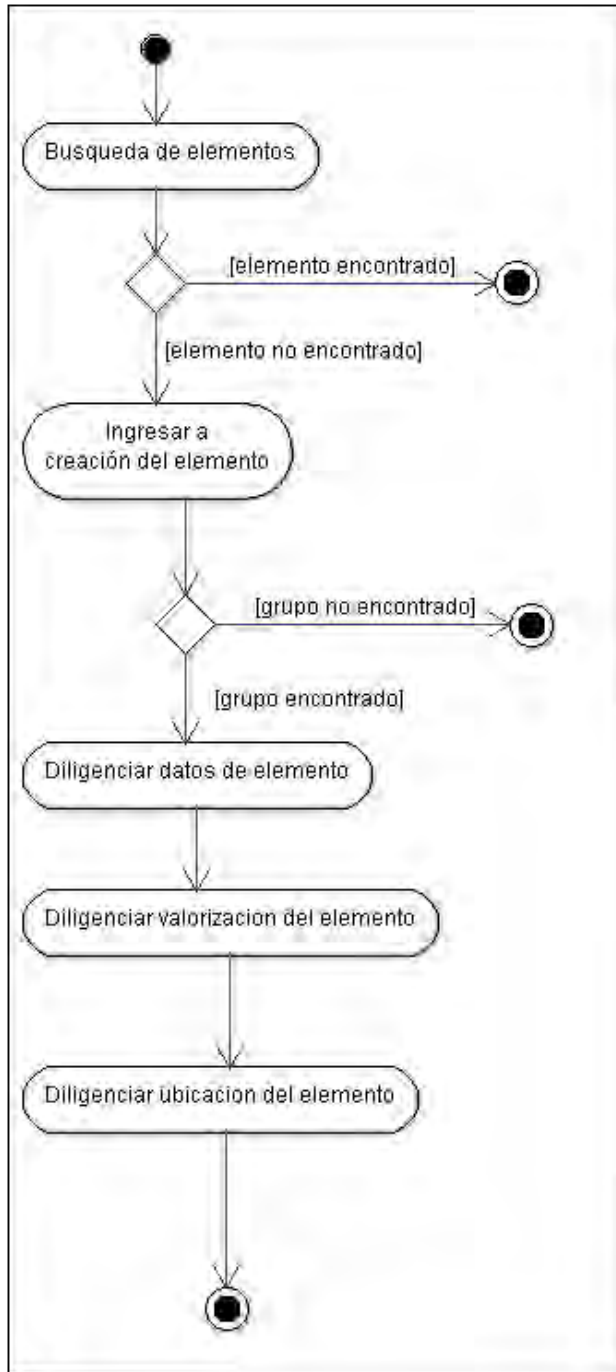 Busqueda de elementos
[elemento encontrado]
[elemento no encontrado]
Ingresar a
creación del elemento
[grupo no encontrado]
[grupo encontrado]
Diligenciar datos de elemento
Diligenciar valorizacion del elemento
Diligenciar ubicacion del elemento